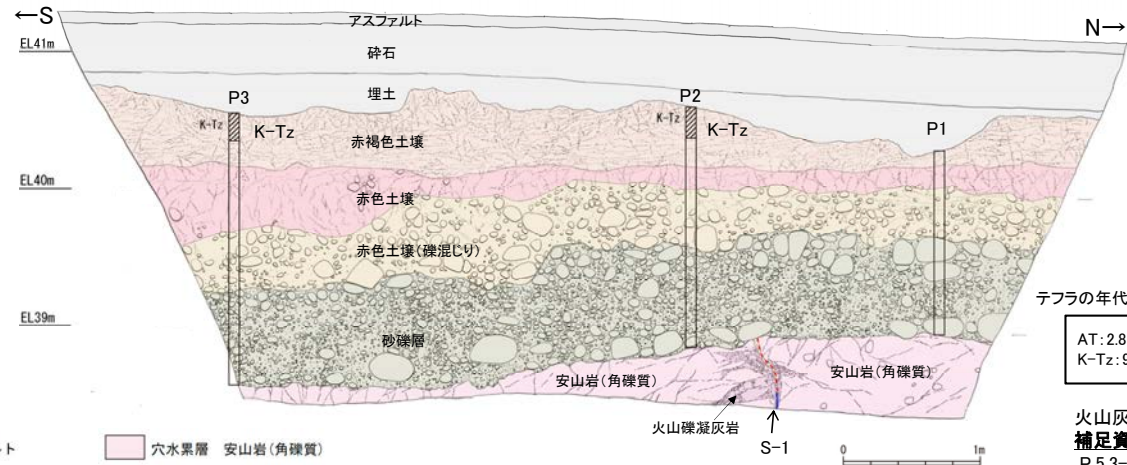 ←S
N→
アスファルト
EL41m
砕石
埋土
P3
P2
P1
K-Tz
K-Tz
K-Tz
K-Tz
赤褐色土壌
EL40m
赤色土壌
赤色土壌(礫混じり)
テフラの年代
EL39m
砂礫層
AT:2.8
K-Tz:9
安山岩(角礫質)
安山岩(角礫質)
火山礫凝灰岩
S-1
火山灰
補足資
P.5.3-
ルト
穴水累層 安山岩(角礫質)
0
1m